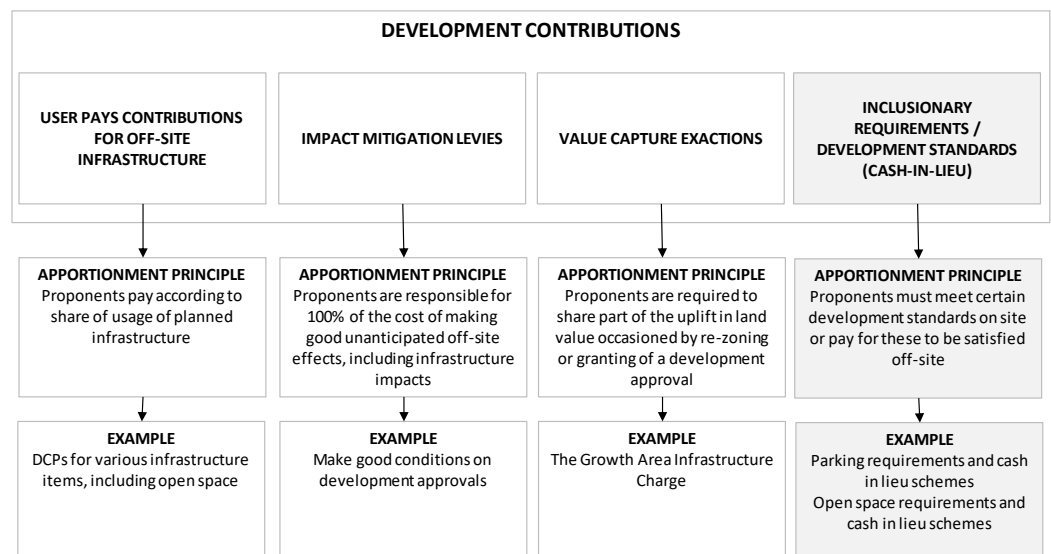 DEVELOPMENT CONTRIBUTIONS
USER PAYS CONTRIBUTIONS
FOR OFF-SITE
INFRASTRUCTURE
IMPACT MITIGATION LEVIES
VALUE CAPTURE EXACTIONS
INCLUSIONARY
REQUIREMENTS /
DEVELOPMENT STANDARDS
(CASH-IN-LIEU)
APPORTIONMENT PRINCIPLE
Proponents pay according to
share of usage of planned
infrastructure
APPORTIONMENT PRINCIPLE
Proponents are responsible for
100% of the cost of making
good unanticipated off-site
effects, including infrastructure
impacts
APPORTIONMENT PRINCIPLE
Proponents are required to
share part of the uplift in land
value occasioned by re-zoning
or granting of a development
approval
APPORTIONMENT PRINCIPLE
Proponents must meet certain
development standards on site
or pay for these to be satisfied
off-site
EXAMPLE
DCPs for various infrastructure
items, including open space
EXAMPLE
Make good conditions on
development approvals
EXAMPLE
The Growth Area Infrastructure
Charge
EXAMPLE
Parking requirements and cash
in lieu schemes
Open space requirements and
cash in lieu schemes